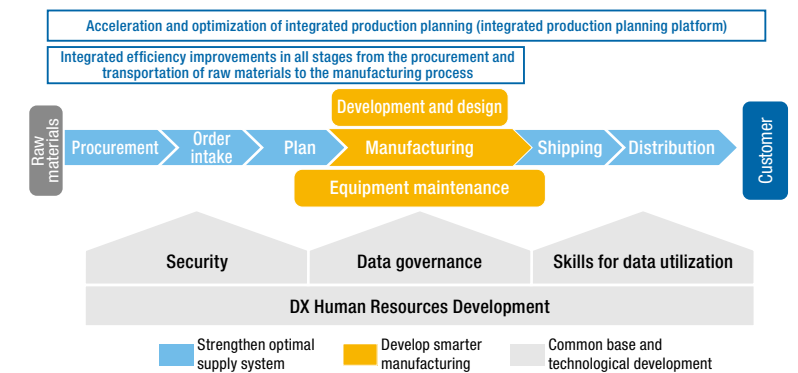 Acceleration and optimization of integrated production planning (integrated production planning platform)
Integrated efficiency improvements in all stages from the procurement and
transportation of raw materials to the manufacturing process
Development and design
Raw
materials
Procurement
Order
intake
Plan
Manufacturing
Shipping
Distribution
Customer
Equipment maintenance
Security
Data governance
Skills for data utilization
DX Human Resources Development
Strengthen optimal
supply system
Develop smarter
manufacturing
Common base and
technological development